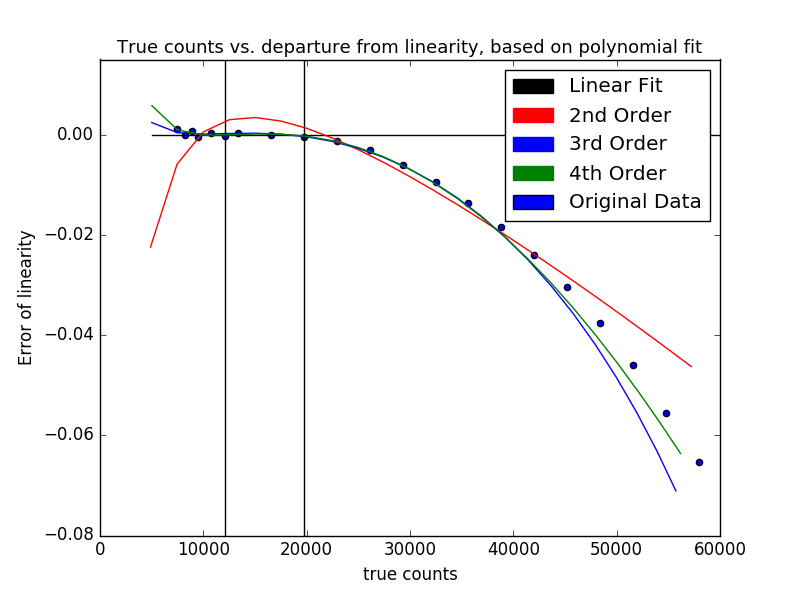 True counts vs. departure from linearity, based on polynomial fit
Linear Fit
2nd Order
3rd Order
4th Order
Original Data
0.00
−0.02
−0.04
−0.06
−0.08
Error of linearity
0 10000 20000 30000 40000 50000 60000
true counts